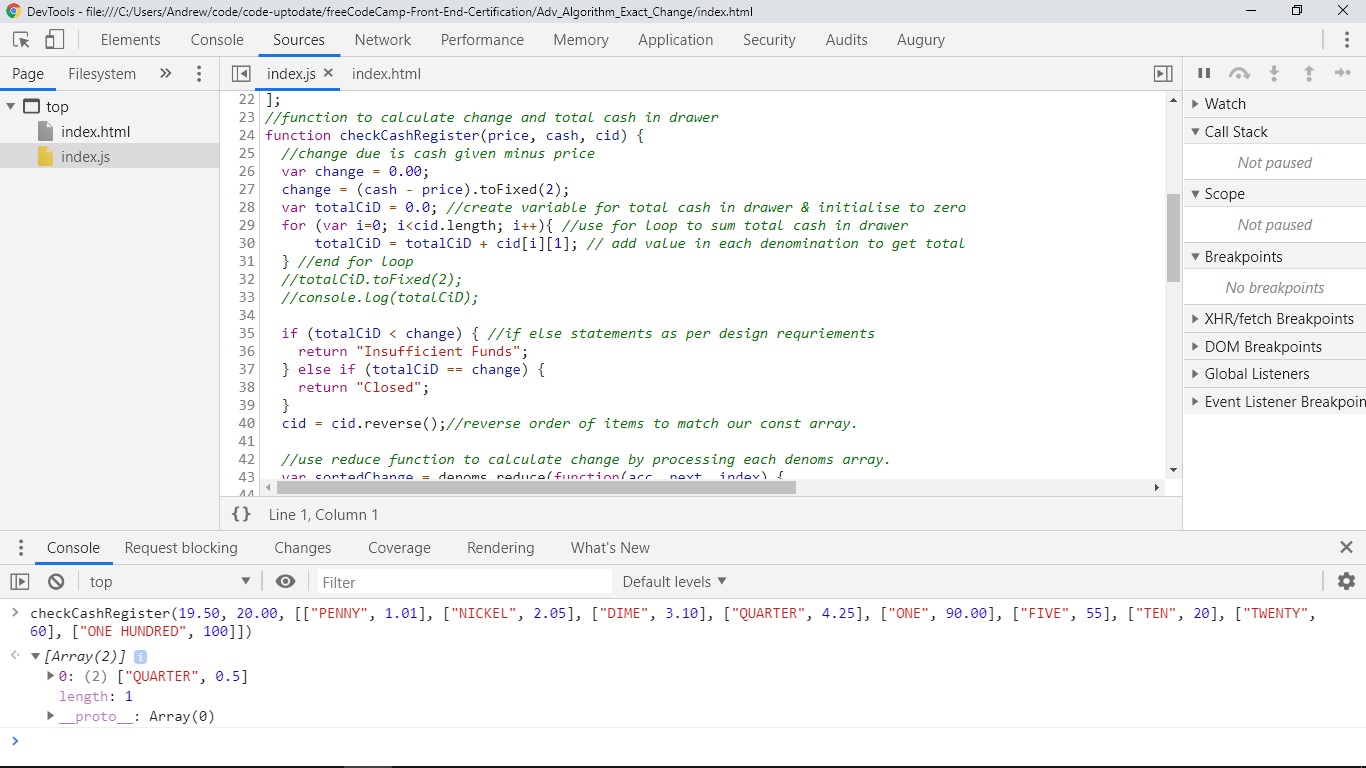 DevTools - file:///C:/Users/Andrew/code/code-uptodate/freeCodeCamp-Front-End-Certification/Adv_Algorithm_Exact_Change/index.html
Elements Console Sources Network Performance Memory Application Security Audits Augury
Page Filesystem » index.js × index.html
top
index.html
index.js
22 ];
23 //function to calculate change and total cash in drawer
24 function checkCashRegister(price, cash, cid) {
25 //change due is cash given minus price
26 var change = 0.00;
27 change = (cash - price).toFixed(2);
28 var totalCiD = 0.0; //create variable for total cash in drawer & initialise to zero
29 for (var i=0; i<cid.length; i++){ //use for loop to sum total cash in drawer
30 totalCiD = totalCiD + cid[i][1]; // add value in each denomination to get total
31 } //end for loop
32 //totalCiD.toFixed(2);
33 //console.log(totalCiD);
34
35 if (totalCiD < change) { //if else statements as per design requriements
36 return "Insufficient Funds";
37 } else if (totalCiD == change) {
38 return "Closed";
39 }
40 cid = cid.reverse();//reverse order of items to match our const array.
41
42 //use reduce function to calculate change by processing each denoms array.
43 var sortedChange = denoms.reduce(function(acc, next, index) {
44
{} Line 1, Column 1
Watch
Call Stack
Not paused
Scope
Not paused
Breakpoints
No breakpoints
XHR/fetch Breakpoints
DOM Breakpoints
Global Listeners
Event Listener Breakpoin
Console Request blocking Changes Coverage Rendering What's New
top Filter Default levels
checkCashRegister(19.50, 20.00, [["PENNY", 1.01], ["NICKEL", 2.05], ["DIME", 3.10], ["QUARTER", 4.25], ["ONE", 90.00], ["FIVE", 55], ["TEN", 20], ["TWENTY",
60], ["ONE HUNDRED", 100]])
[Array(2)] i
0: (2) ["QUARTER", 0.5]
length: 1
__proto__: Array(0)